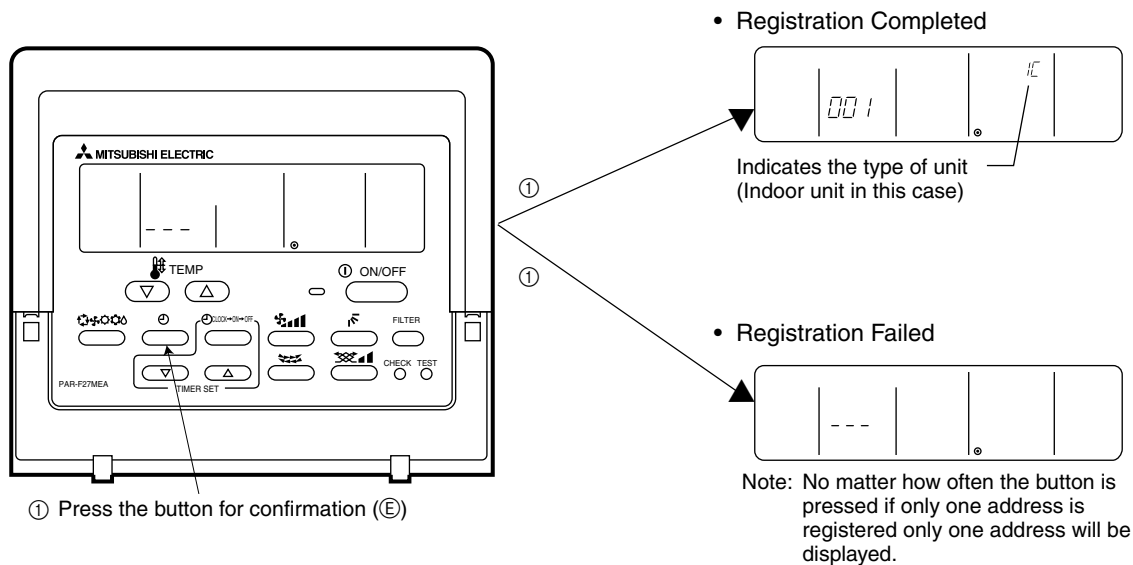 MITSUBISHI ELECTRIC
– – –
TEMP
ON/OFF
CLOCK→ON→OFF
FILTER
CHECK TEST
PAR-F27MEA
TIMER SET
① Press the button for confirmation (Ⓔ)
①
①
• Registration Completed
001
IC
Indicates the type of unit
(Indoor unit in this case)
• Registration Failed
– – –
Note: No matter how often the button is
pressed if only one address is
registered only one address will be
displayed.